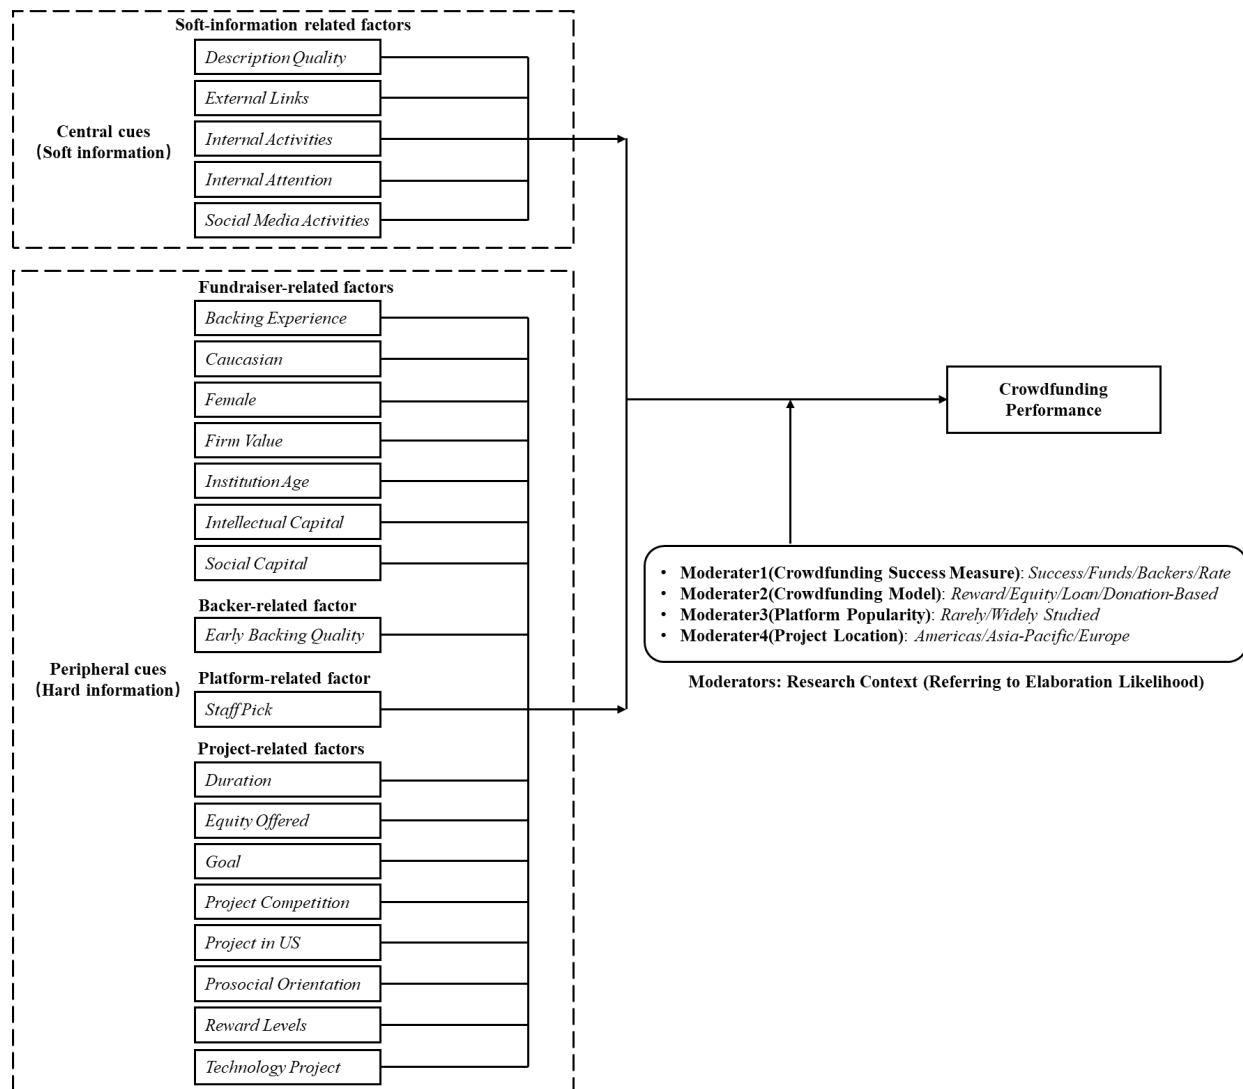 Soft-information related factors
Description Quality
External Links
Central cues
(Soft information)
Internal Activities
Internal Attention
Social Media Activities
Fundraiser-related factors
Backing Experience
Caucasian
Female
Firm Value
Institution Age
Intellectual Capital
Social Capital
Backer-related factor
Early Backing Quality
Peripheral cues
(Hard information)
Platform-related factor
Staff Pick
Project-related factors
Duration
Equity Offered
Goal
Project Competition
Project in US
Prosocial Orientation
Reward Levels
Technology Project
Crowdfunding
Performance
• Moderater1(Crowdfunding Success Measure): Success/Funds/Backers/Rate
• Moderater2(Crowdfunding Model): Reward/Equity/Loan/Donation-Based
• Moderater3(Platform Popularity): Rarely/Widely Studied
• Moderater4(Project Location): Americas/Asia-Pacific/Europe
Moderators: Research Context (Referring to Elaboration Likelihood)